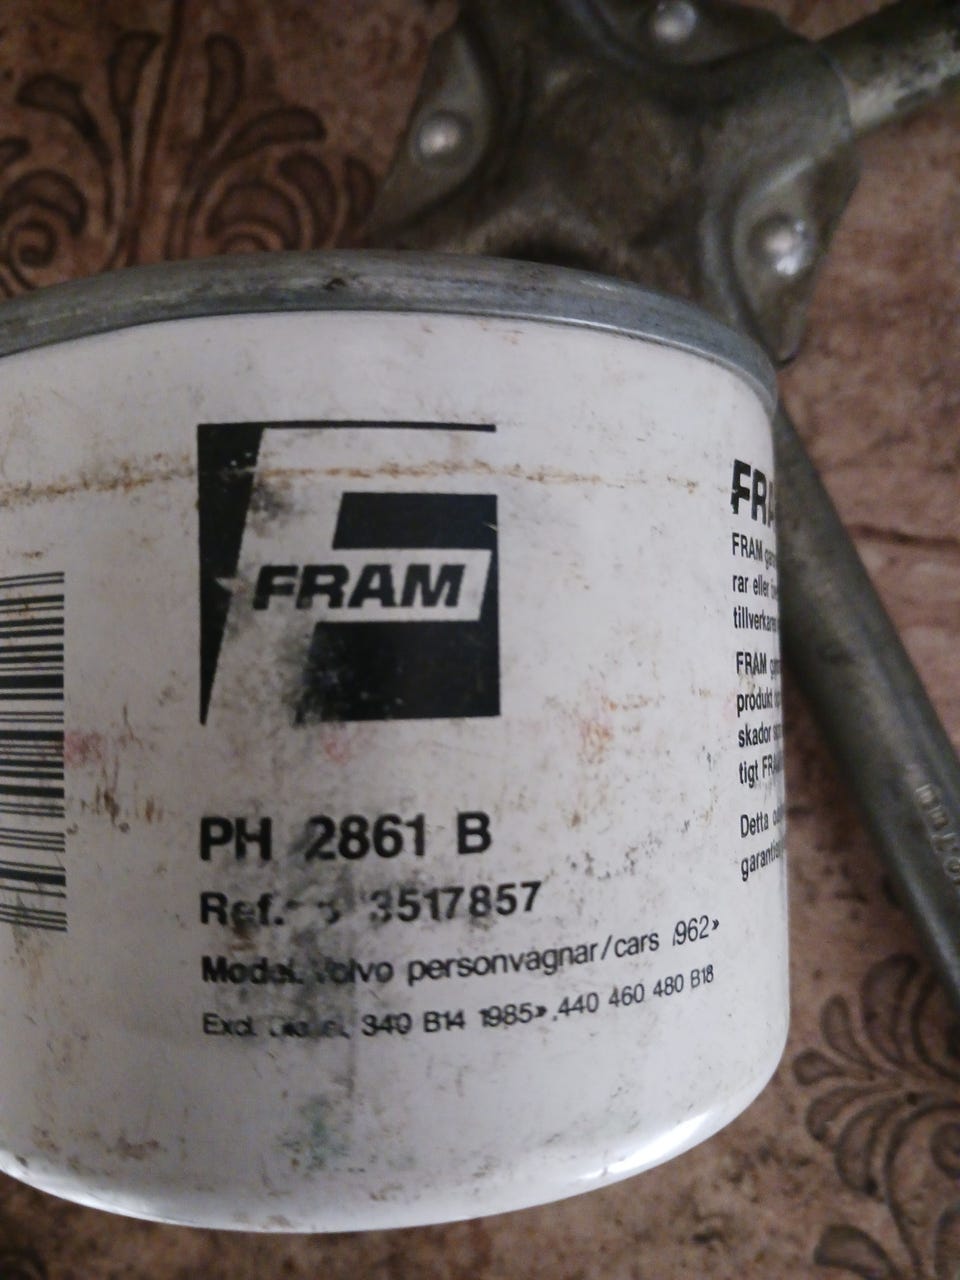 FRAM
PH 2861 B
Ref. 3517857
Model. Volvo personvagnar/cars 1962»
Excl. 340 B14 1985», 440 460 480 B18
FRA
FRAM
rar eller
tillverkare
FRAM
produkt
skador
tigt FRAM
Detta
garanti